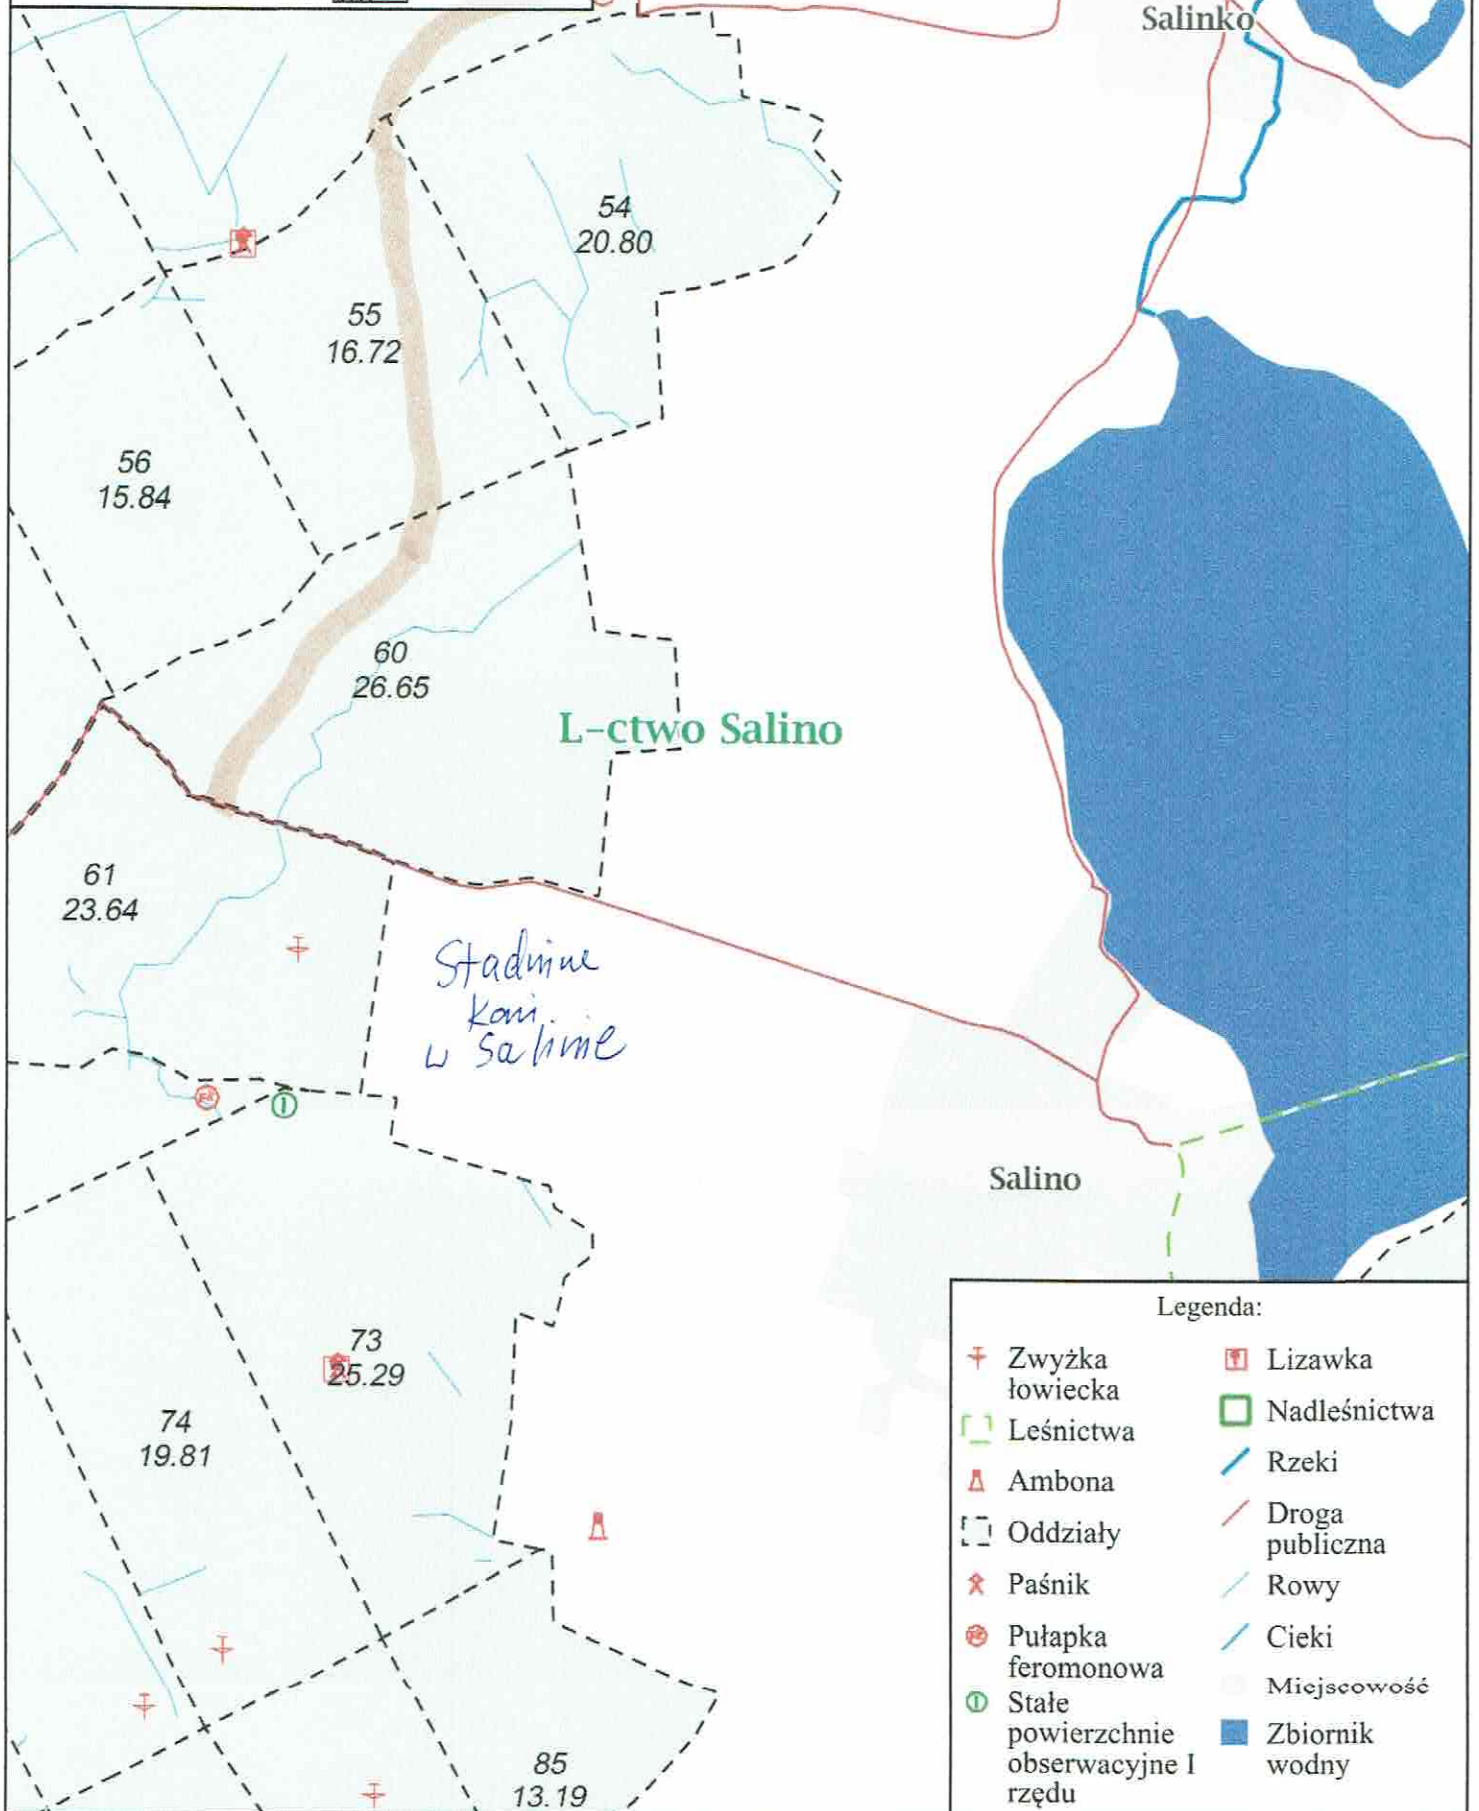 Salinko
54
20.80
55
16.72
56
15.84
60
26.65
L-ctwo Salino
61
23.64
Stadnine
koni
w Salinie
Salino
73
25.29
74
19.81
85
13.19
Legenda:
Zwyżka
łowiecka
Leśnictwa
Ambona
Oddziały
Paśnik
Pułapka
feromonowa
Stałe
powierzchnie
obserwacyjne I
rzędu
Lizawka
Nadleśnictwa
Rzeki
Droga
publiczna
Rowy
Cieki
Miejscowość
Zbiornik
wodny